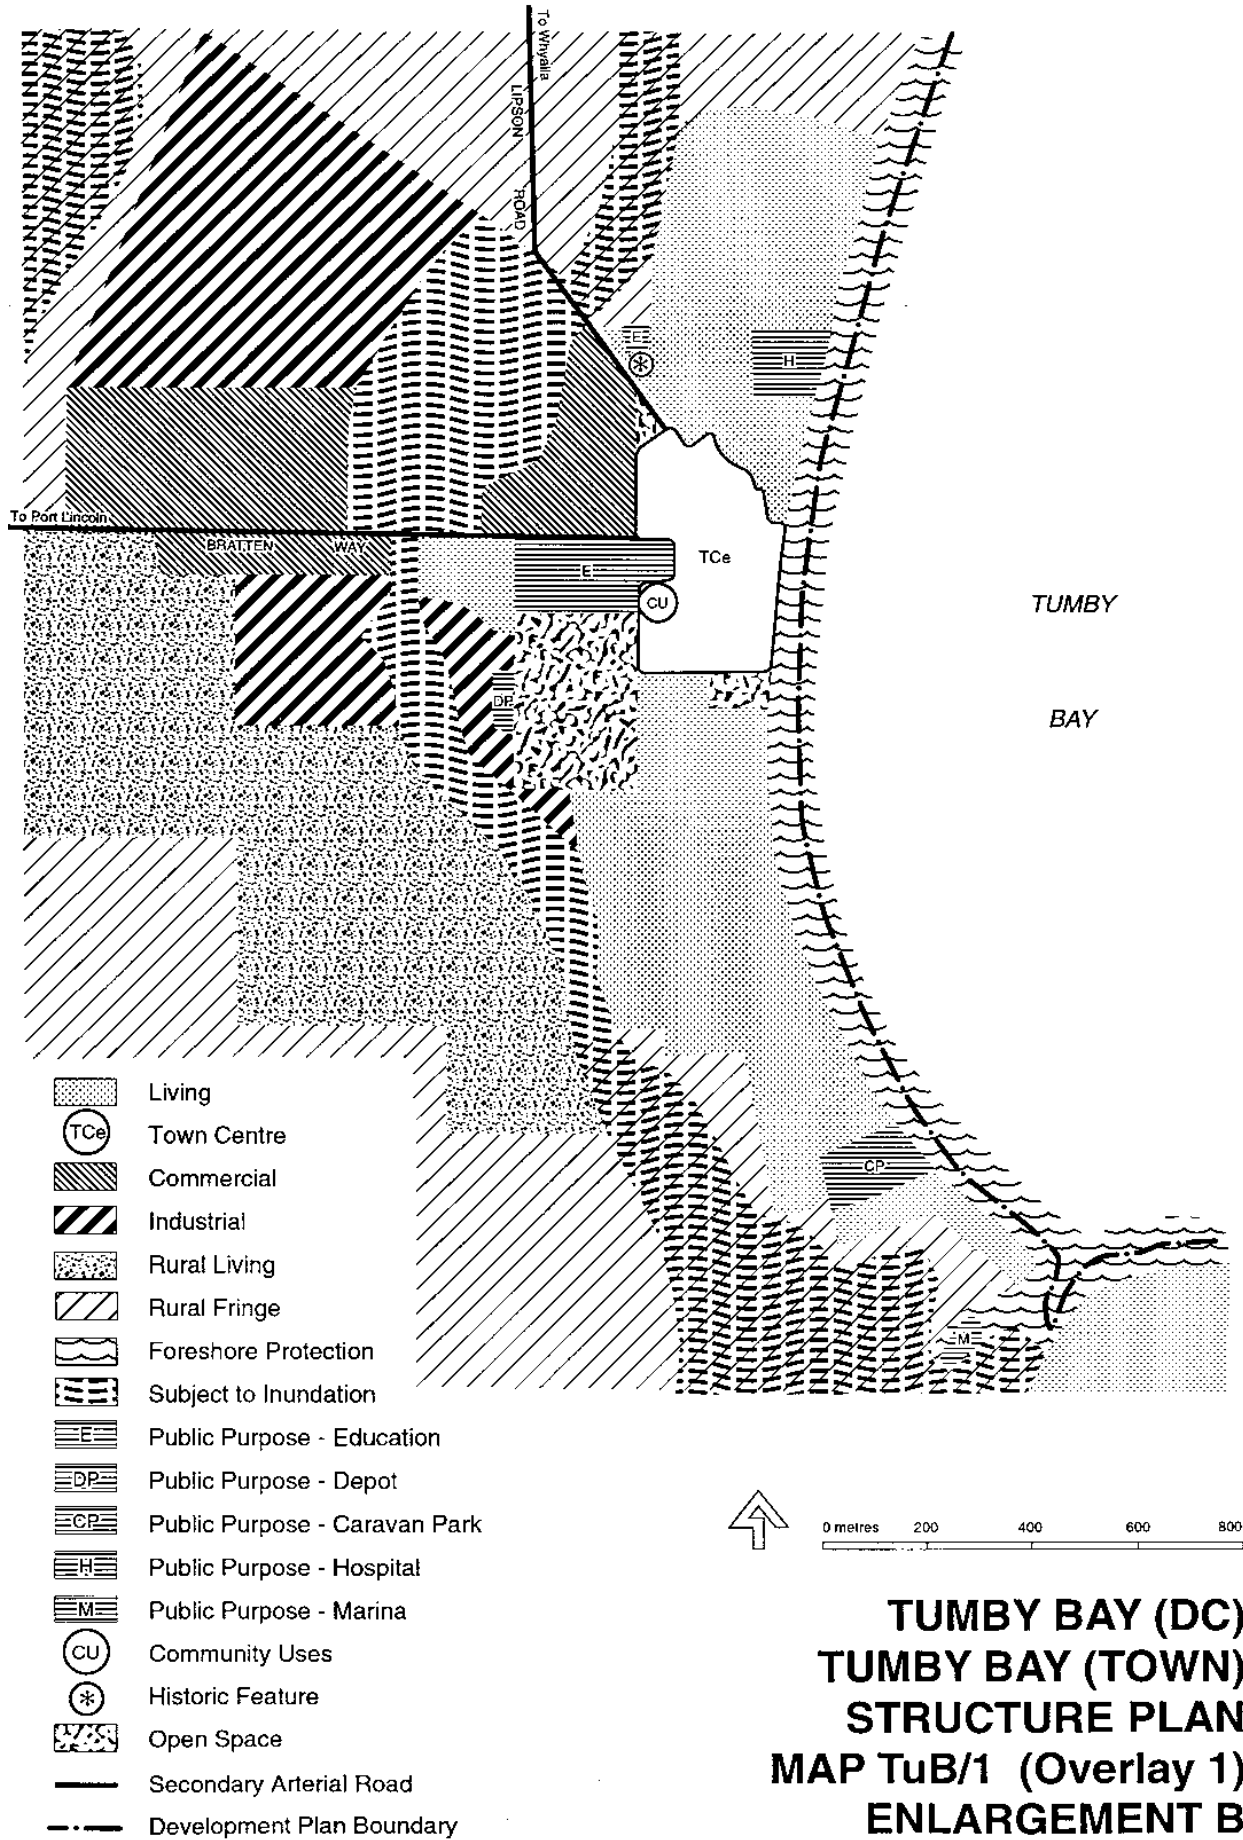 To Whyalla
LIPSON ROAD
E
H
To Port Lincoln
BRATTEN WAY
E
TCe
CU
DP
TUMBY
BAY
CP
M
Living
TCe Town Centre
Commercial
Industrial
Rural Living
Rural Fringe
Foreshore Protection
Subject to Inundation
E Public Purpose - Education
DP Public Purpose - Depot
CP Public Purpose - Caravan Park
H Public Purpose - Hospital
M Public Purpose - Marina
CU Community Uses
Historic Feature
Open Space
Secondary Arterial Road
Development Plan Boundary
0 metres 200 400 600 800
TUMBY BAY (DC)
TUMBY BAY (TOWN)
STRUCTURE PLAN
MAP TuB/1 (Overlay 1)
ENLARGEMENT B